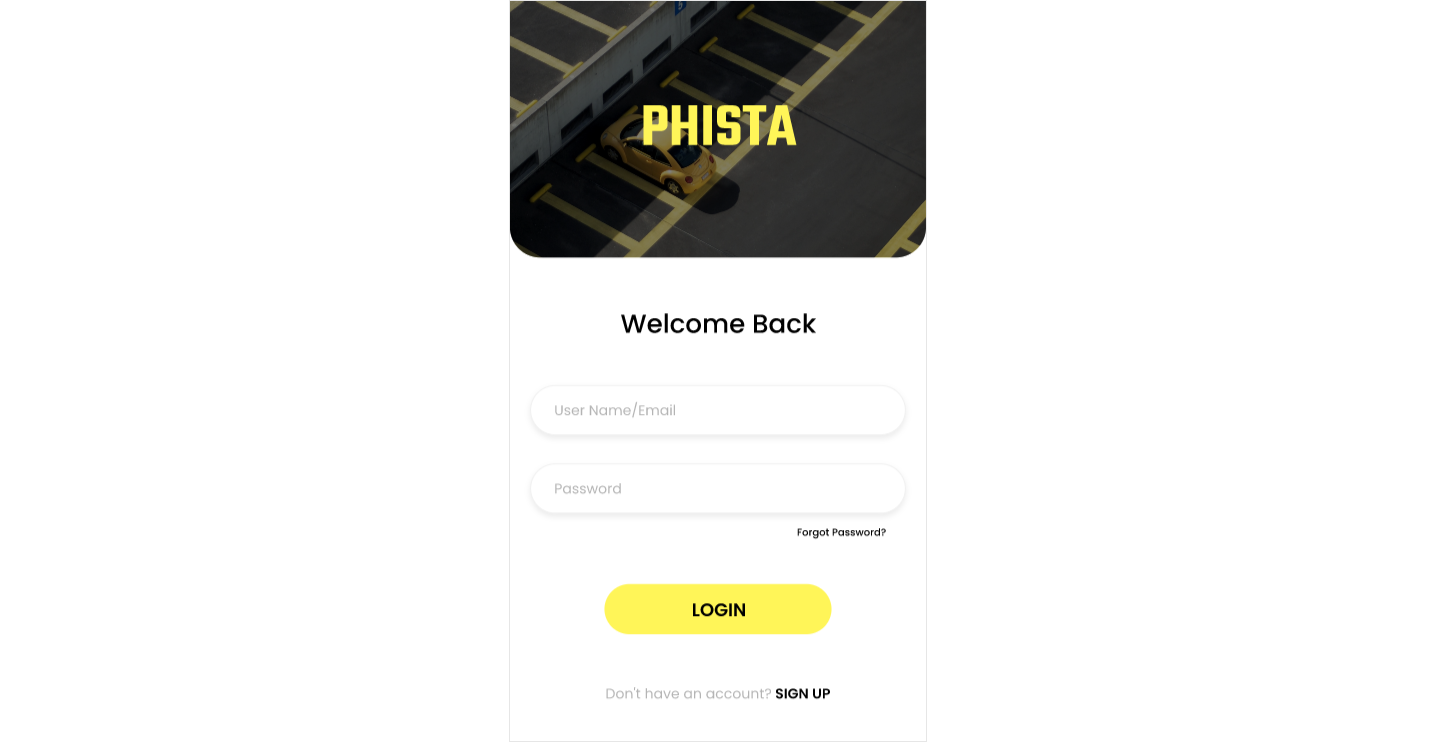 PHISTA
Welcome Back
User Name/Email
Password
Forgot Password?
LOGIN
Don't have an account? SIGN UP